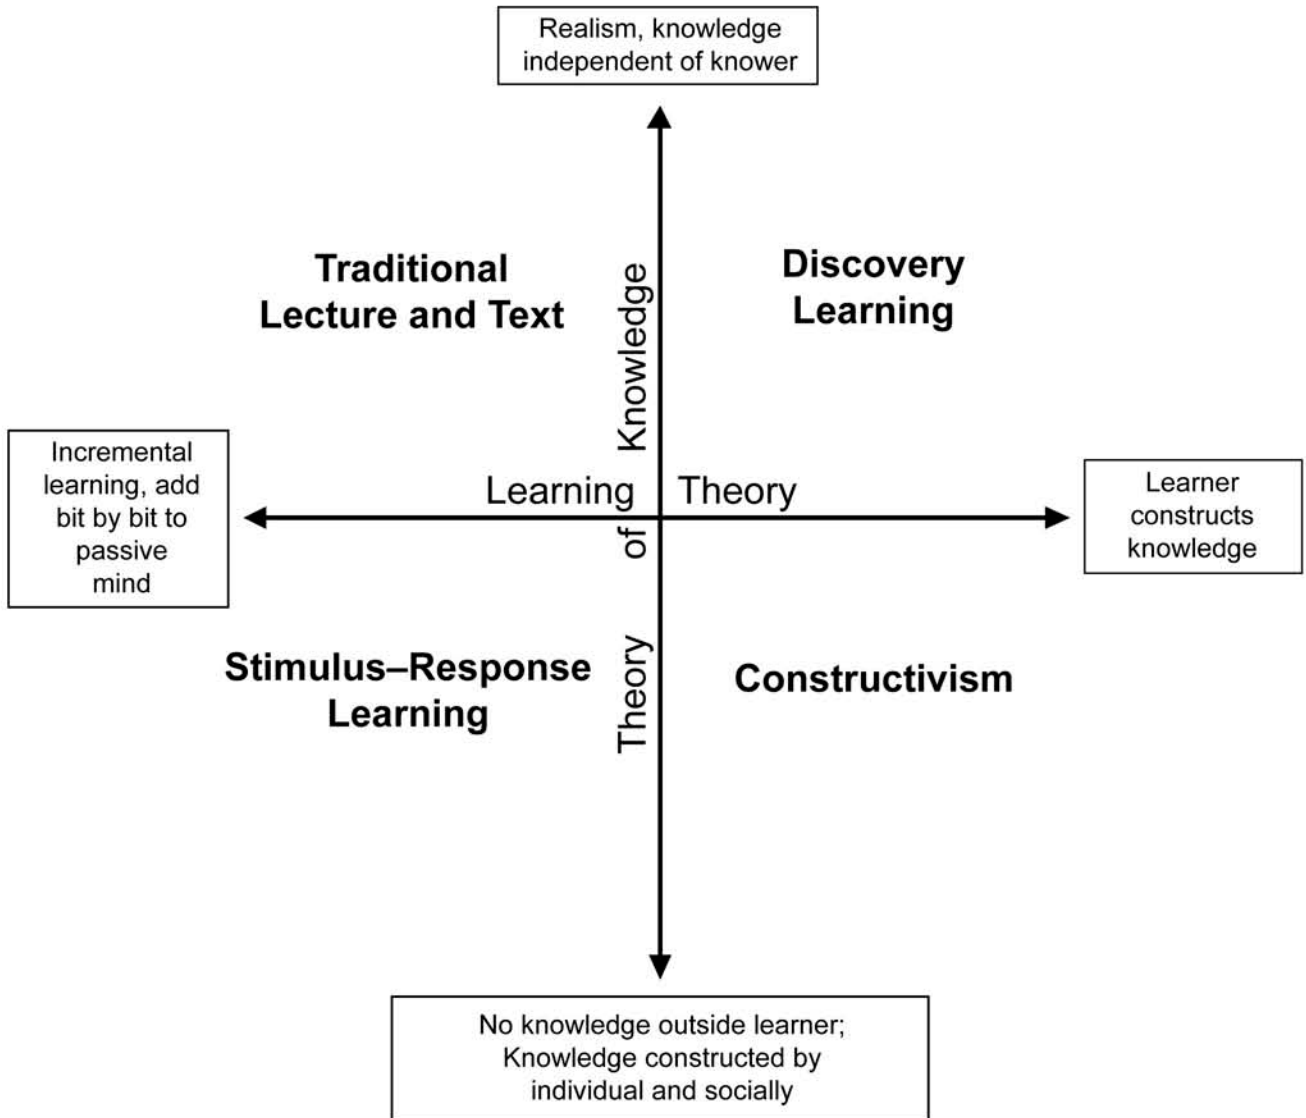 Realism, knowledge
independent of knower
Traditional
Lecture and Text
Discovery
Learning
Knowledge
Incremental
learning, add
bit by bit to
passive
mind
Learning
Theory
Learner
constructs
knowledge
of
Stimulus–Response
Learning
Theory
Constructivism
No knowledge outside learner;
Knowledge constructed by
individual and socially